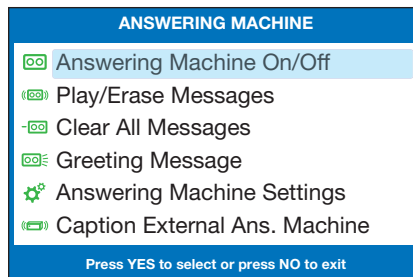 ANSWERING MACHINE
Answering Machine On/Off
Play/Erase Messages
Clear All Messages
Greeting Message
Answering Machine Settings
Caption External Ans. Machine
Press YES to select or press NO to exit